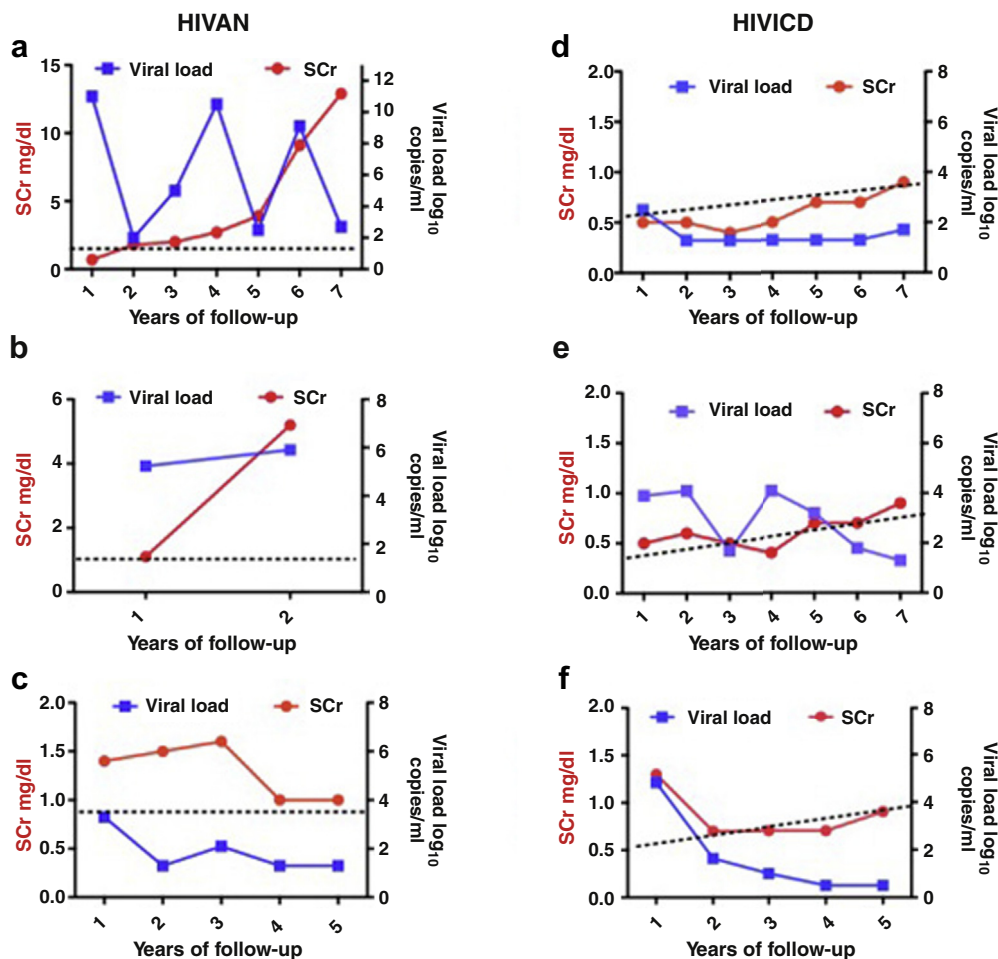 HIVAN
HIVICD
a
Viral load
SCr
15
10
5
0
12
10
8
6
4
2
0
SCr mg/dl
Viral load log10
copies/ml
1 2 3 4 5 6 7
Years of follow-up
d
Viral load
SCr
2.0
1.5
1.0
0.5
0.0
8
6
4
2
0
SCr mg/dl
Viral load log10
copies/ml
1 2 3 4 5 6 7
Years of follow-up
b
Viral load
SCr
6
4
2
0
8
6
4
2
0
SCr mg/dl
Viral load log10
copies/ml
1 2
Years of follow-up
e
Viral load
SCr
2.0
1.5
1.0
0.5
0.0
8
6
4
2
0
SCr mg/dl
Viral load log10
copies/ml
1 2 3 4 5 6 7
Years of follow-up
c
Viral load
SCr
2.0
1.5
1.0
0.5
0.0
8
6
4
2
0
SCr mg/dl
Viral load log10
copies/ml
1 2 3 4 5
Years of follow-up
f
Viral load
SCr
2.0
1.5
1.0
0.5
0.0
8
6
4
2
0
SCr mg/dl
Viral load log10
copies/ml
1 2 3 4 5
Years of follow-up